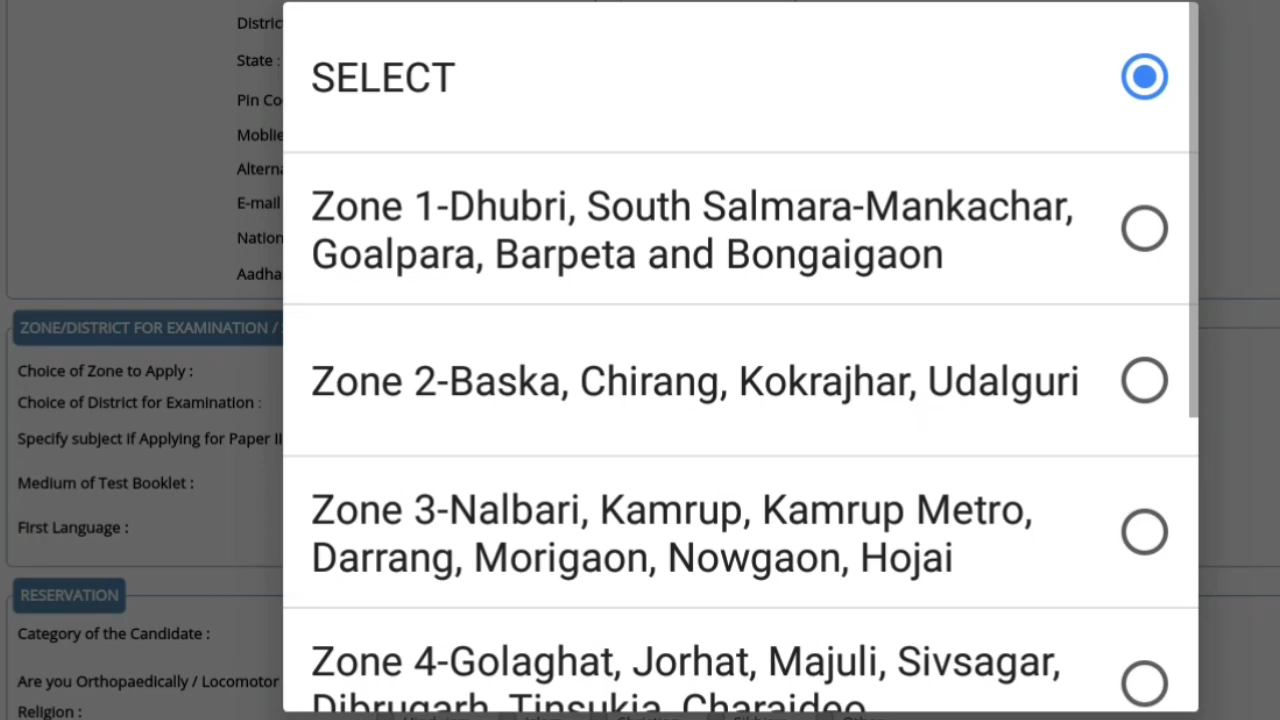 SELECT
Zone 1-Dhubri, South Salmara-Mankachar,
Goalpara, Barpeta and Bongaigaon
Zone 2-Baska, Chirang, Kokrajhar, Udalguri
Zone 3-Nalbari, Kamrup, Kamrup Metro,
Darrang, Morigaon, Nowgaon, Hojai
Zone 4-Golaghat, Jorhat, Majuli, Sivsagar,
Dibrugarh, Tinsukia, Charaideo
Distric
State :
Pin Co
Moblie
Altern
E-mail
Nation
Aadha
ZONE/DISTRICT FOR EXAMINATION /
Choice of Zone to Apply :
Choice of District for Examination :
Specify subject if Applying for Paper II
Medium of Test Booklet :
First Language :
RESERVATION
Category of the Candidate :
Are you Orthopaedically / Locomotor
Religion :